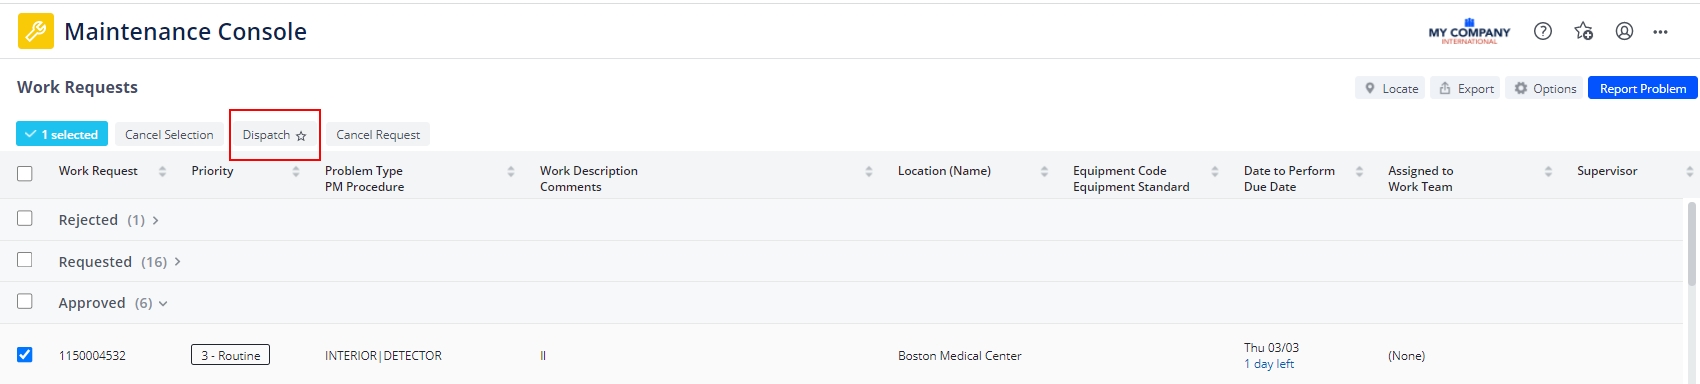 Maintenance Console
MY COMPANY
INTERNATIONAL
Work Requests
Locate
Export
Options
Report Problem
1 selected
Cancel Selection
Dispatch
Cancel Request
Work Request
Priority
Problem Type
PM Procedure
Work Description
Comments
Location (Name)
Equipment Code
Equipment Standard
Date to Perform
Due Date
Assigned to
Work Team
Supervisor
Rejected (1)
Requested (16)
Approved (6)
1150004532
3 - Routine
INTERIOR|DETECTOR
II
Boston Medical Center
Thu 03/03
1 day left
(None)